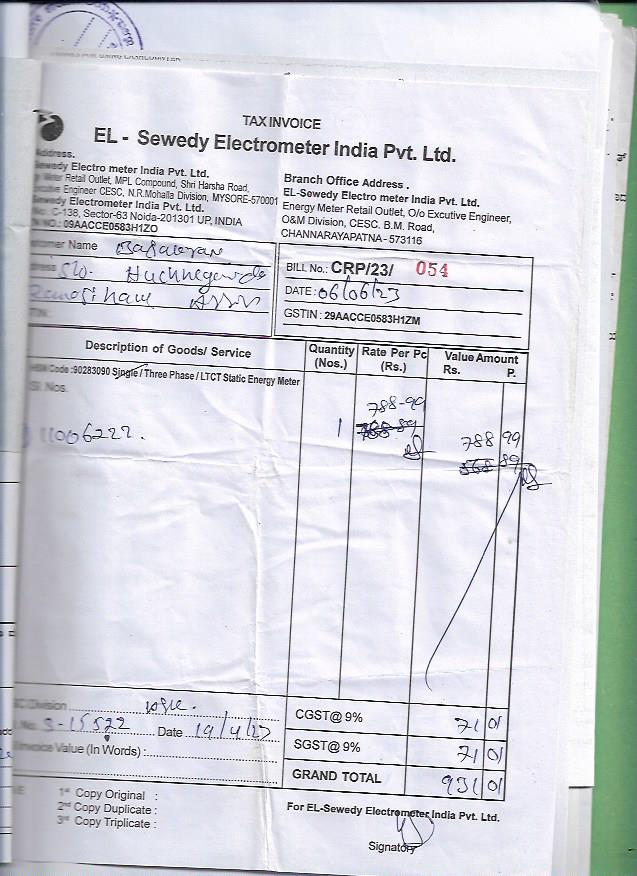 TAX INVOICE
EL - Sewedy Electrometer India Pvt. Ltd.
Address.
Sewedy Electro meter India Pvt. Ltd.
Meter Retail Outlet, MPL Compound, Shri Harsha Road,
Engineer CESC, N.R.Mohalla Division, MYSORE-570001
Sewedy Electrometer India Pvt. Ltd.
C-138, Sector-63 Noida-201301 UP, INDIA
NO.: 09AACCE0583H1ZO
Branch Office Address .
EL-Sewedy Electro meter India Pvt. Ltd.
Energy Meter Retail Outlet, O/o Excutive Engineer,
O&M Division, CESC. B.M. Road,
CHANNARAYAPATNA - 573116
Customer Name
S/o. Huchhegowda
BILL No.: CRP/23/ 054
DATE : 06/06/23
GSTIN : 29AACCE0583H1ZM
Description of Goods/ Service Quantity (Nos.) Rate Per Pc (Rs.) Value Amount Rs. P.
HSN Code :90283090 Single / Three Phase / LTCT Static Energy Meter
Sl. Nos.
788-99
11006222. 1 788 99
Division
No. S-15522 Date 19/4/23
Invoice Value (In Words) :
CGST@ 9% 71 01
SGST@ 9% 71 01
GRAND TOTAL 931 01
1st Copy Original :
2nd Copy Duplicate :
3rd Copy Triplicate :
For EL-Sewedy Electrometer India Pvt. Ltd.
Signatory